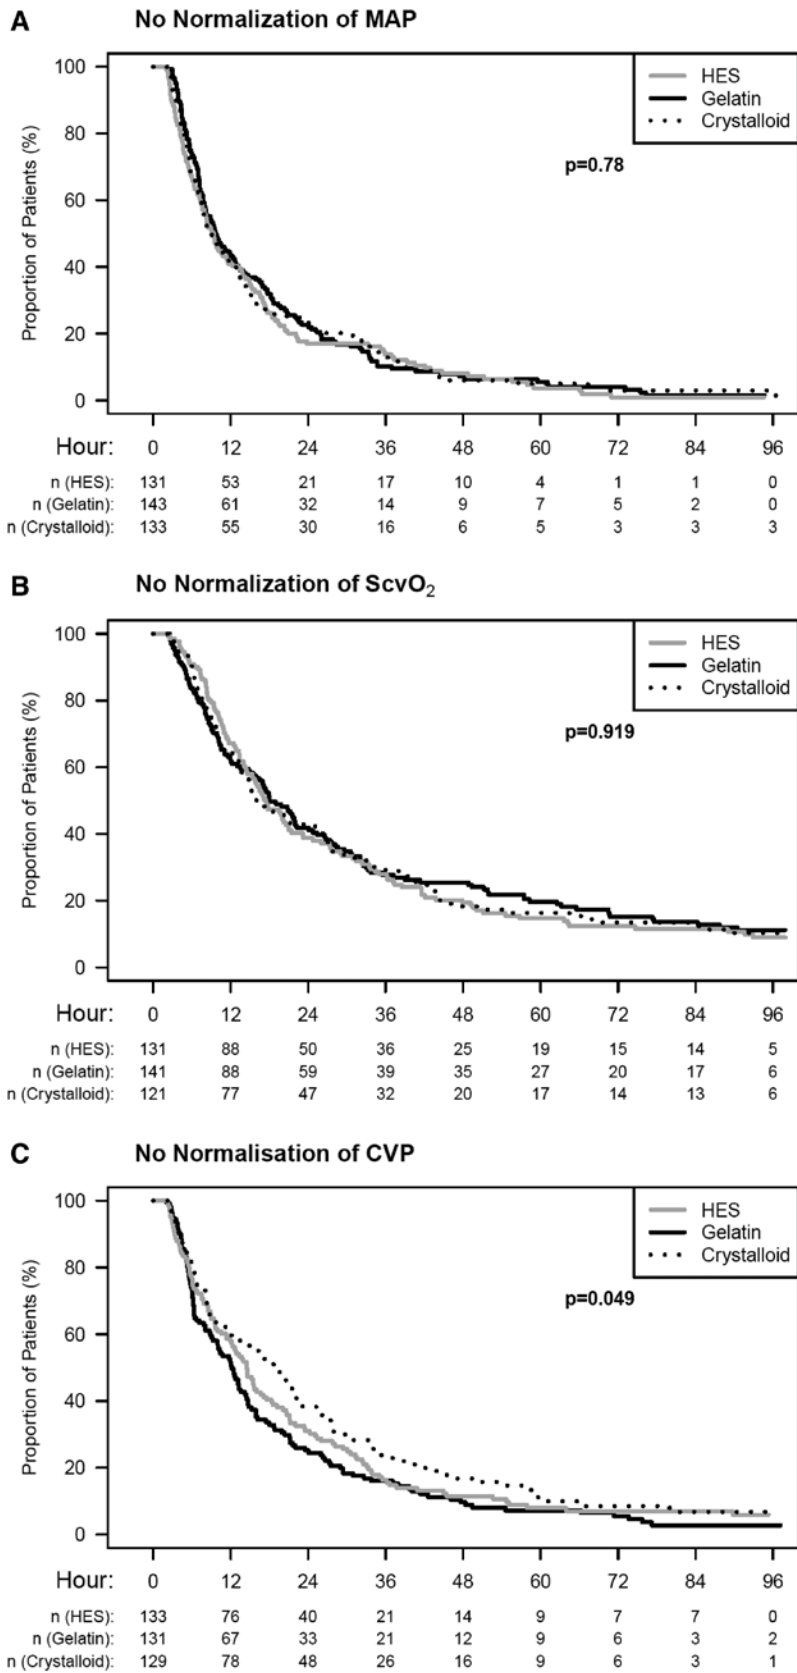 A No Normalization of MAP
HES
Gelatin
Crystalloid
p=0.78
Proportion of Patients (%)
100
80
60
40
20
0
Hour: 0 12 24 36 48 60 72 84 96
n (HES): 131 53 21 17 10 4 1 1 0
n (Gelatin): 143 61 32 14 9 7 5 2 0
n (Crystalloid): 133 55 30 16 6 5 3 3 3
B No Normalization of ScvO2
HES
Gelatin
Crystalloid
p=0.919
Proportion of Patients (%)
100
80
60
40
20
0
Hour: 0 12 24 36 48 60 72 84 96
n (HES): 131 88 50 36 25 19 15 14 5
n (Gelatin): 141 88 59 39 35 27 20 17 6
n (Crystalloid): 121 77 47 32 20 17 14 13 6
C No Normalisation of CVP
HES
Gelatin
Crystalloid
p=0.049
Proportion of Patients (%)
100
80
60
40
20
0
Hour: 0 12 24 36 48 60 72 84 96
n (HES): 133 76 40 21 14 9 7 7 0
n (Gelatin): 131 67 33 21 12 9 6 3 2
n (Crystalloid): 129 78 48 26 16 9 6 3 1